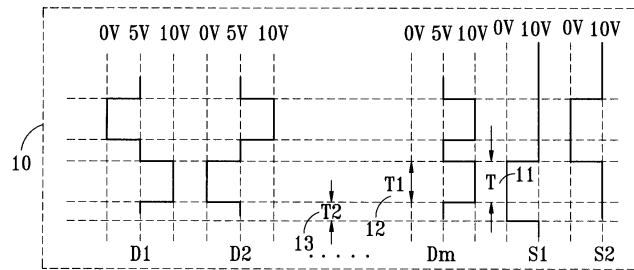 0V 5V 10V 0V 5V 10V 0V 5V 10V 0V 10V 0V 10V
10
T1 T 11
T2
13 12
D1 D2 ..... Dm S1 S2